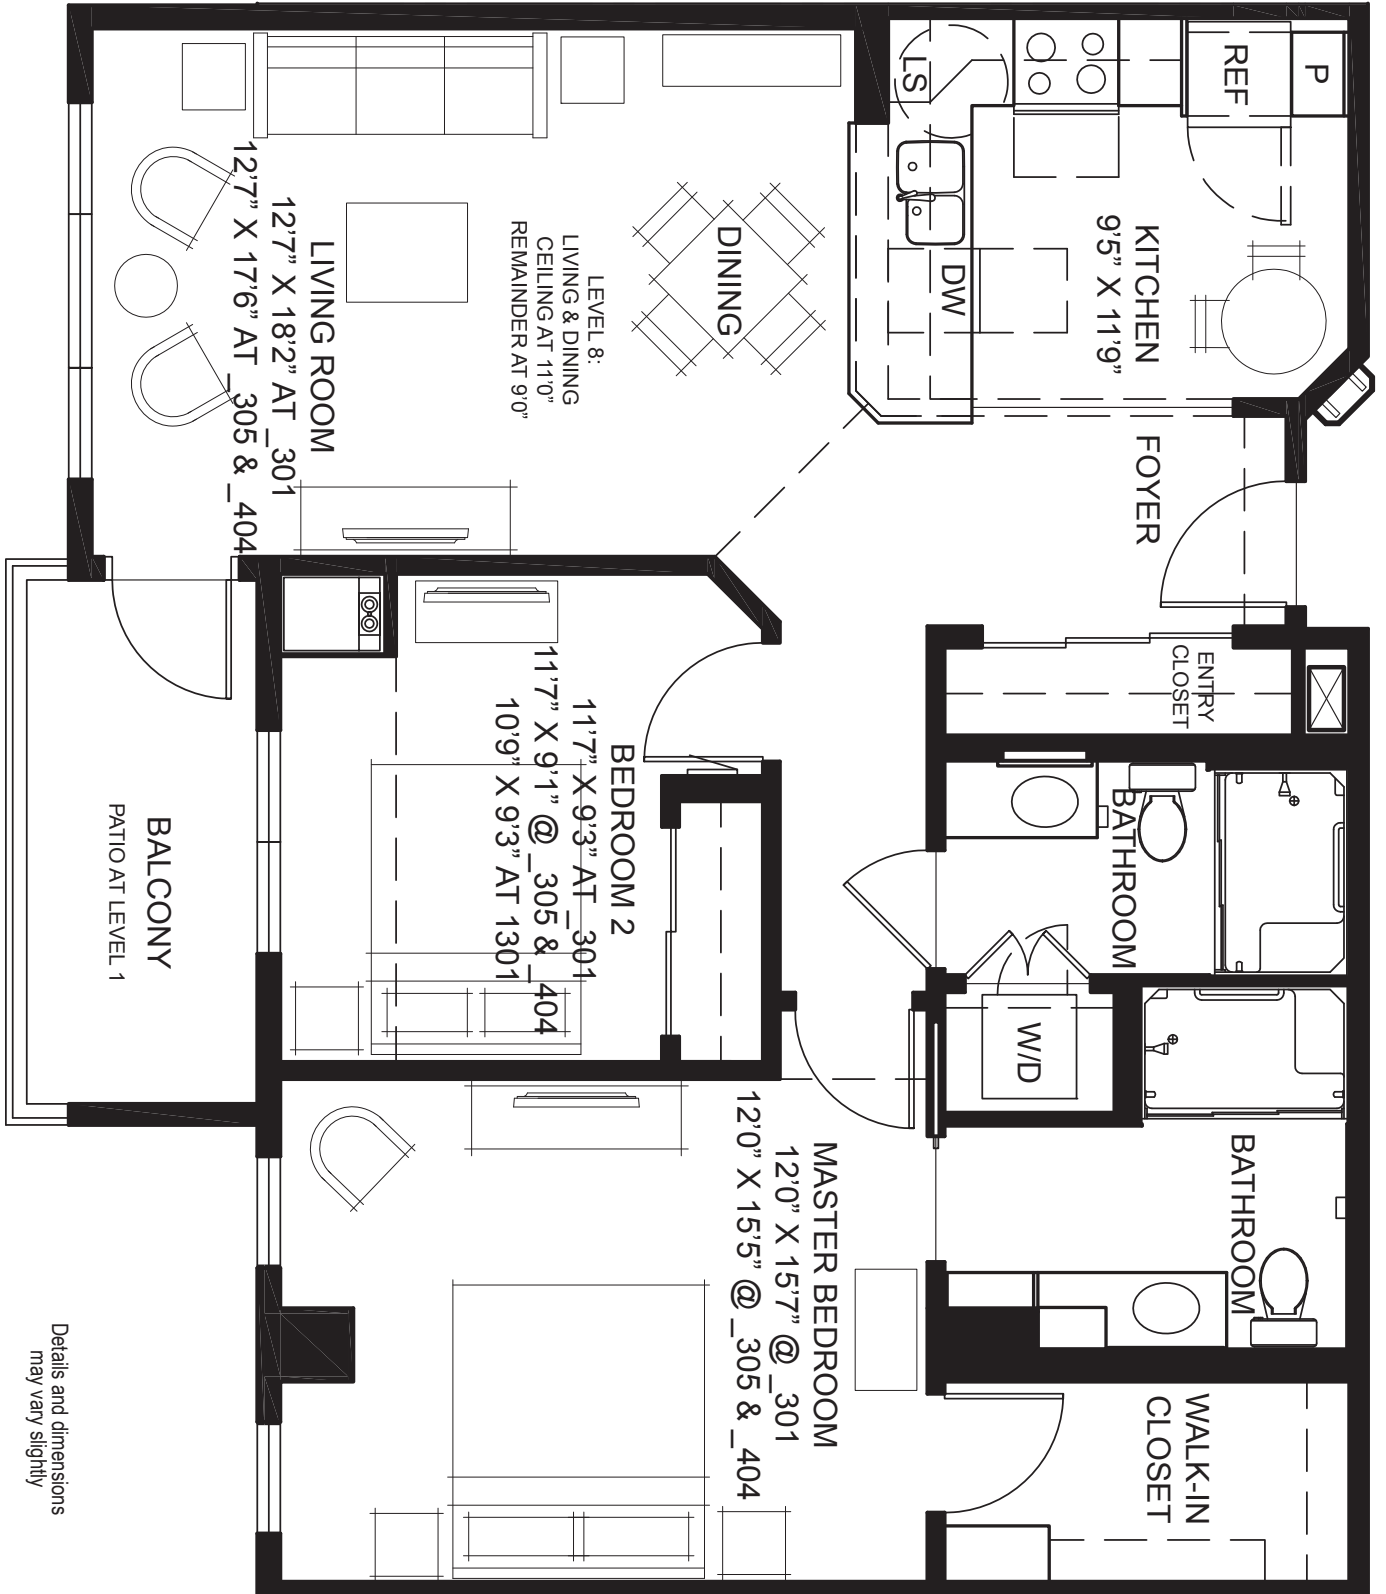 P
REF
LS
KITCHEN
9'5" X 11'9"
DW
DINING
LEVEL 8:
LIVING & DINING
CEILING AT 11'0"
REMAINDER AT 9'0"
LIVING ROOM
12'7" X 18'2" AT _301
12'7" X 17'6" AT _305 & _404
FOYER
ENTRY
CLOSET
BATHROOM
W/D
BEDROOM 2
11'7" X 9'3" AT _301
11'7" X 9'1" @ _305 & _404
10'9" X 9'3" AT 1301
BALCONY
PATIO AT LEVEL 1
BATHROOM
MASTER BEDROOM
12'0" X 15'7" @ _301
12'0" X 15'5" @ _305 & _404
WALK-IN
CLOSET
Details and dimensions
may vary slightly